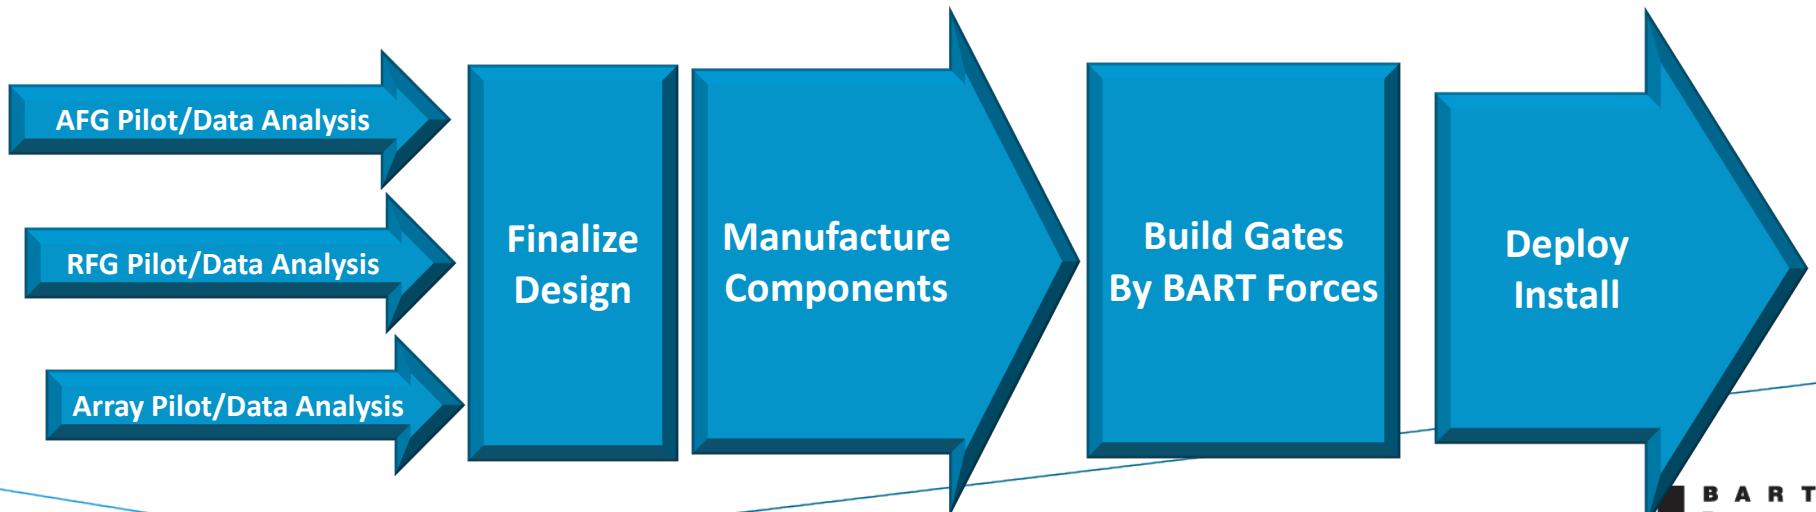 AFG Pilot/Data Analysis
RFG Pilot/Data Analysis
Array Pilot/Data Analysis
Finalize
Design
Manufacture
Components
Build Gates
By BART Forces
Deploy
Install
BART